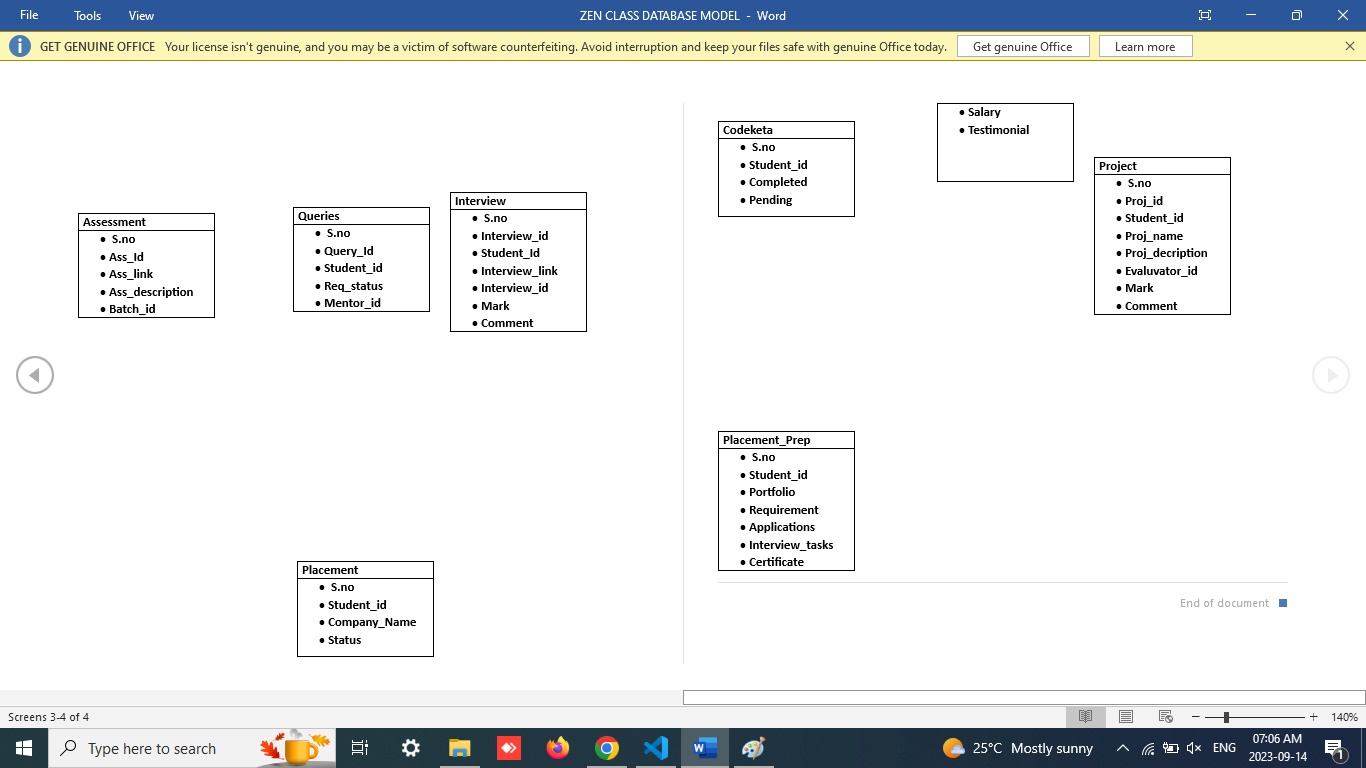 File Tools View ZEN CLASS DATABASE MODEL - Word
GET GENUINE OFFICE Your license isn't genuine, and you may be a victim of software counterfeiting. Avoid interruption and keep your files safe with genuine Office today. Get genuine Office Learn more
Assessment
• S.no
• Ass_Id
• Ass_link
• Ass_description
• Batch_id
Queries
• S.no
• Query_Id
• Student_id
• Req_status
• Mentor_id
Interview
• S.no
• Interview_id
• Student_Id
• Interview_link
• Interview_id
• Mark
• Comment
Placement
• S.no
• Student_id
• Company_Name
• Status
Codeketa
• S.no
• Student_id
• Completed
• Pending
• Salary
• Testimonial
Project
• S.no
• Proj_id
• Student_id
• Proj_name
• Proj_decription
• Evaluvator_id
• Mark
• Comment
Placement_Prep
• S.no
• Student_id
• Portfolio
• Requirement
• Applications
• Interview_tasks
• Certificate
End of document
Screens 3-4 of 4
140%
Type here to search
25°C Mostly sunny
ENG
07:06 AM
2023-09-14
1